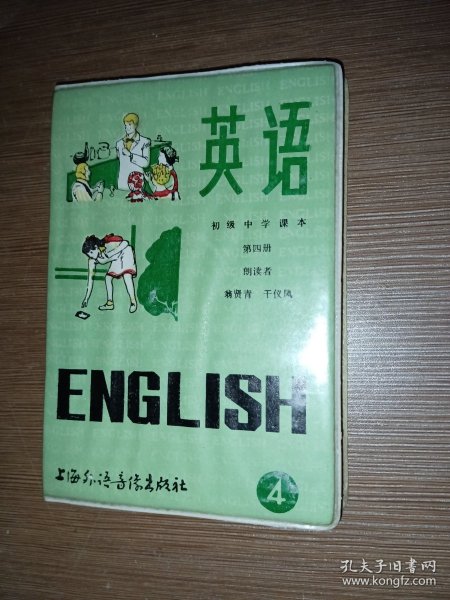 英语
初级中学课本
第四册
朗读者
翁贤青 干仪凤
ENGLISH
上海外语音像出版社
4
孔夫子旧书网
www.kongfz.com